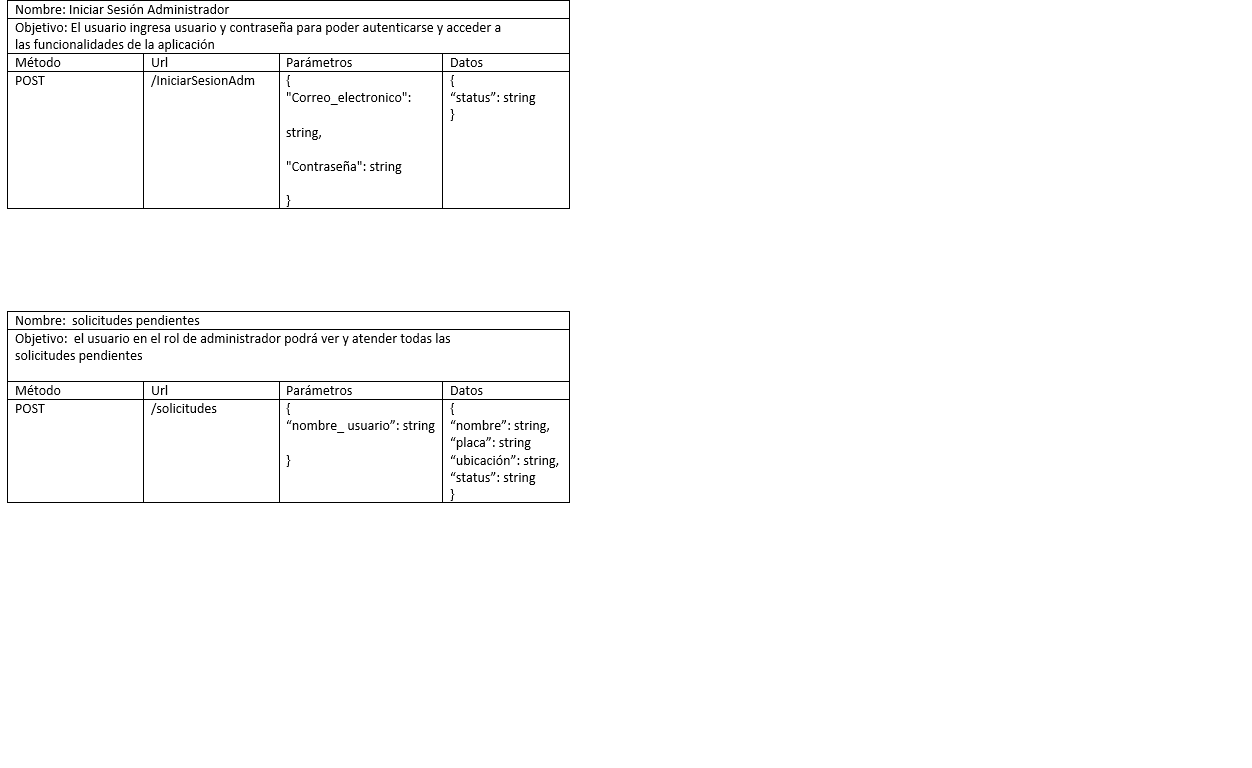 Nombre: Iniciar Sesión Administrador
Objetivo: El usuario ingresa usuario y contraseña para poder autenticarse y acceder a
las funcionalidades de la aplicación
Método Url Parámetros Datos
POST /IniciarSesionAdm { {
"Correo_electronico": “status”: string
}
string,
"Contraseña": string
}
Nombre:  solicitudes pendientes
Objetivo:  el usuario en el rol de administrador podrá ver y atender todas las
solicitudes pendientes
Método Url Parámetros Datos
POST /solicitudes { {
“nombre_ usuario”: string “nombre”: string,
“placa”: string
} “ubicación”: string,
“status”: string
}